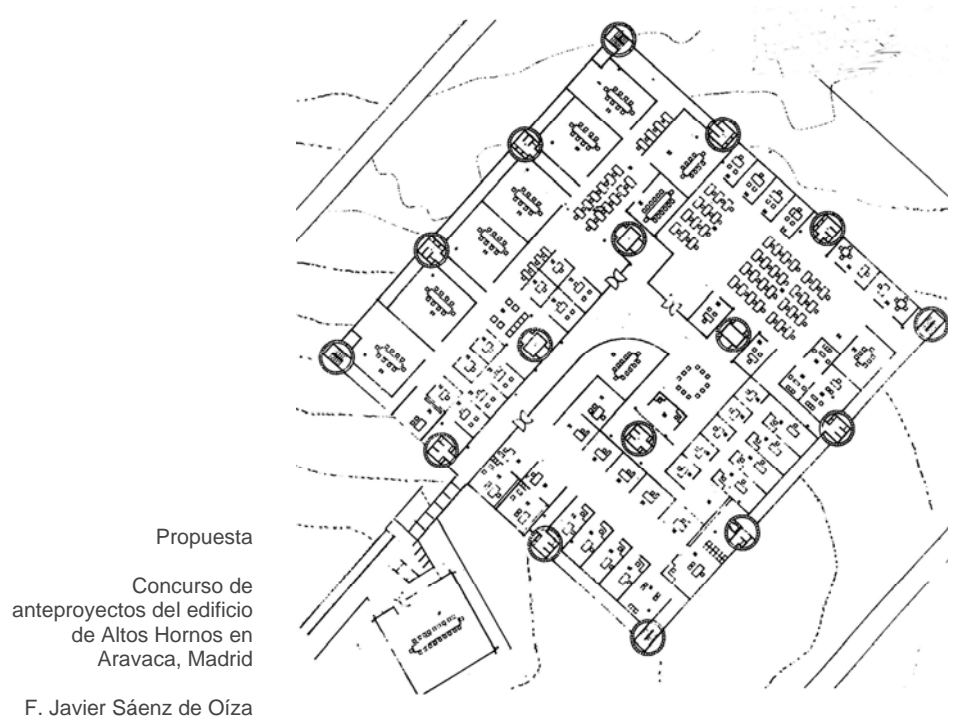 Propuesta
Concurso de
anteproyectos del edificio
de Altos Hornos en
Aravaca, Madrid
F. Javier Sáenz de Oíza